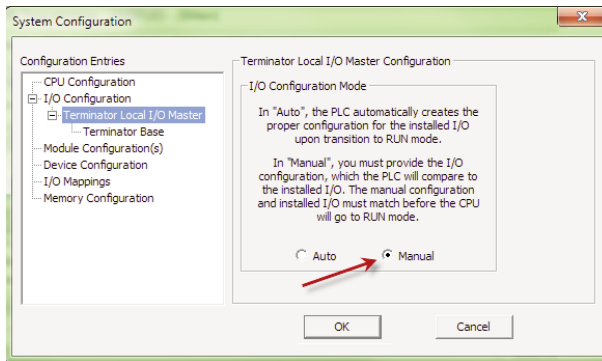 System Configuration
Configuration Entries
CPU Configuration
I/O Configuration
Terminator Local I/O Master
Terminator Base
Module Configuration(s)
Device Configuration
I/O Mappings
Memory Configuration
Terminator Local I/O Master Configuration
I/O Configuration Mode
In "Auto", the PLC automatically creates the
proper configuration for the installed I/O
upon transition to RUN mode.
In "Manual", you must provide the I/O
configuration, which the PLC will compare to
the installed I/O. The manual configuration
and installed I/O must match before the CPU
will go to RUN mode.
Auto
Manual
OK
Cancel